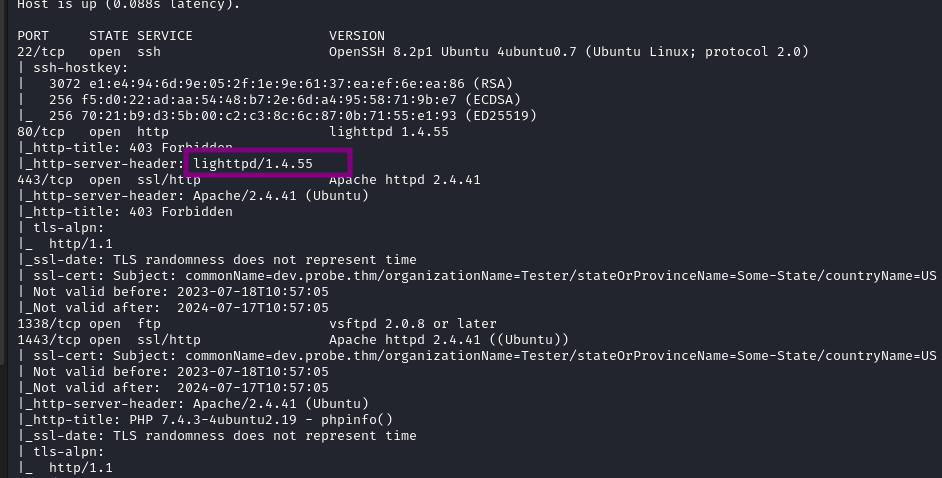 Host is up (0.088s latency).
PORT STATE SERVICE VERSION
22/tcp open ssh OpenSSH 8.2p1 Ubuntu 4ubuntu0.7 (Ubuntu Linux; protocol 2.0)
| ssh-hostkey:
| 3072 e1:e4:94:6d:9e:05:2f:1e:9e:61:37:ea:ef:6e:ea:86 (RSA)
| 256 f5:d0:22:ad:aa:54:48:b7:2e:6d:a4:95:58:71:9b:e7 (ECDSA)
|_ 256 70:21:b9:d3:5b:00:c2:c3:8c:6c:87:0b:71:55:e1:93 (ED25519)
80/tcp open http lighttpd 1.4.55
|_http-title: 403 Forbidden
|_http-server-header: lighttpd/1.4.55
443/tcp open ssl/http Apache httpd 2.4.41
|_http-server-header: Apache/2.4.41 (Ubuntu)
|_http-title: 403 Forbidden
| tls-alpn:
|_ http/1.1
|_ssl-date: TLS randomness does not represent time
| ssl-cert: Subject: commonName=dev.probe.thm/organizationName=Tester/stateOrProvinceName=Some-State/countryName=US
| Not valid before: 2023-07-18T10:57:05
|_Not valid after: 2024-07-17T10:57:05
1338/tcp open ftp vsftpd 2.0.8 or later
1443/tcp open ssl/http Apache httpd 2.4.41 ((Ubuntu))
| ssl-cert: Subject: commonName=dev.probe.thm/organizationName=Tester/stateOrProvinceName=Some-State/countryName=US
| Not valid before: 2023-07-18T10:57:05
|_Not valid after: 2024-07-17T10:57:05
|_http-server-header: Apache/2.4.41 (Ubuntu)
|_http-title: PHP 7.4.3-4ubuntu2.19 - phpinfo()
|_ssl-date: TLS randomness does not represent time
| tls-alpn:
|_ http/1.1